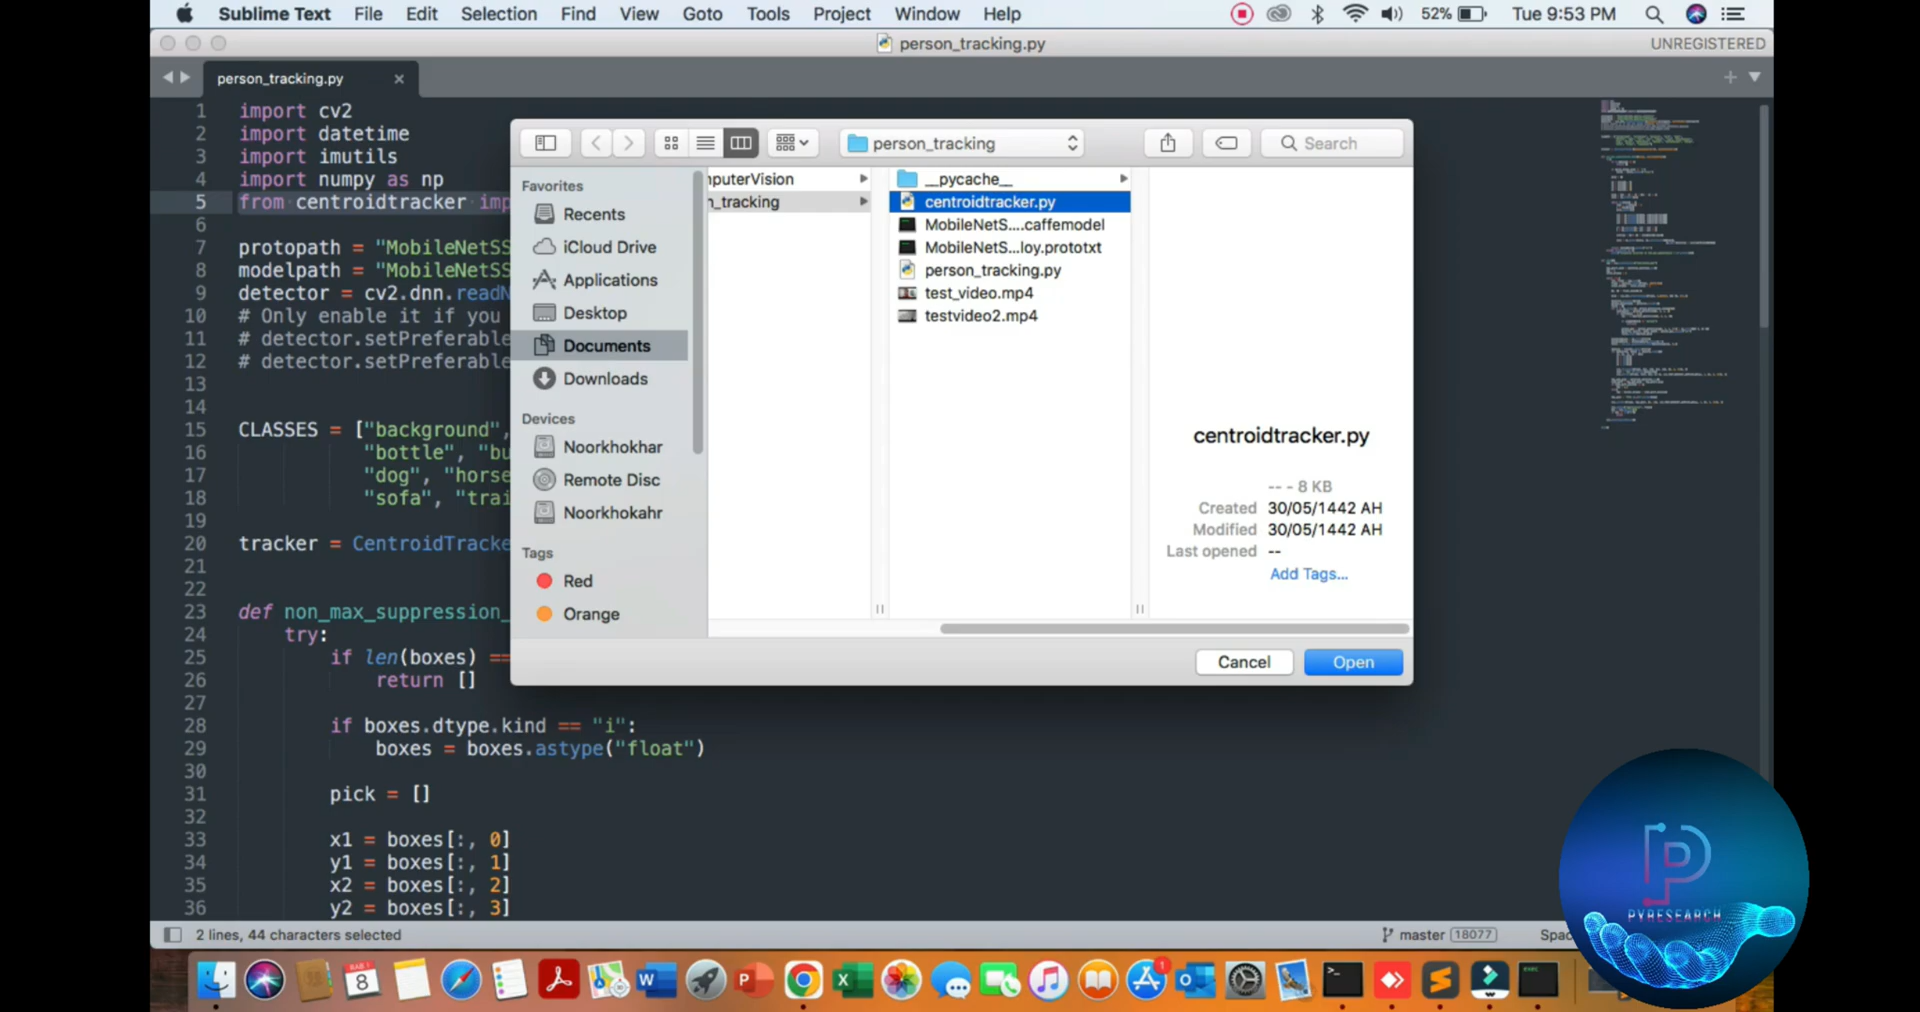 Sublime Text File Edit Selection Find View Goto Tools Project Window Help 52% Tue 9:53 PM
person_tracking.py UNREGISTERED
person_tracking.py ×
1 import cv2
2 import datetime
3 import imutils
4 import numpy as np
5 from centroidtracker imp
6
7 protopath = "MobileNetSS
8 modelpath = "MobileNetSS
9 detector = cv2.dnn.readN
10 # Only enable it if you
11 # detector.setPreferable
12 # detector.setPreferable
13
14
15 CLASSES = ["background",
16 "bottle", "bu
17 "dog", "horse
18 "sofa", "trai
19
20 tracker = CentroidTracke
21
22
23 def non_max_suppression_
24 try:
25 if len(boxes) ==
26 return []
27
28 if boxes.dtype.kind == "i":
29 boxes = boxes.astype("float")
30
31 pick = []
32
33 x1 = boxes[:, 0]
34 y1 = boxes[:, 1]
35 x2 = boxes[:, 2]
36 y2 = boxes[:, 3]
person_tracking
Search
Favorites
Recents
iCloud Drive
Applications
Desktop
Documents
Downloads
Devices
Noorkhokhar
Remote Disc
Noorkhokahr
Tags
Red
Orange
nputerVision
n_tracking
__pycache__
centroidtracker.py
MobileNetS....caffemodel
MobileNetS...loy.prototxt
person_tracking.py
test_video.mp4
testvideo2.mp4
centroidtracker.py
-- - 8 KB
Created 30/05/1442 AH
Modified 30/05/1442 AH
Last opened --
Add Tags...
Cancel Open
2 lines, 44 characters selected master 18077 Spac
PYRESEARCH
8
1